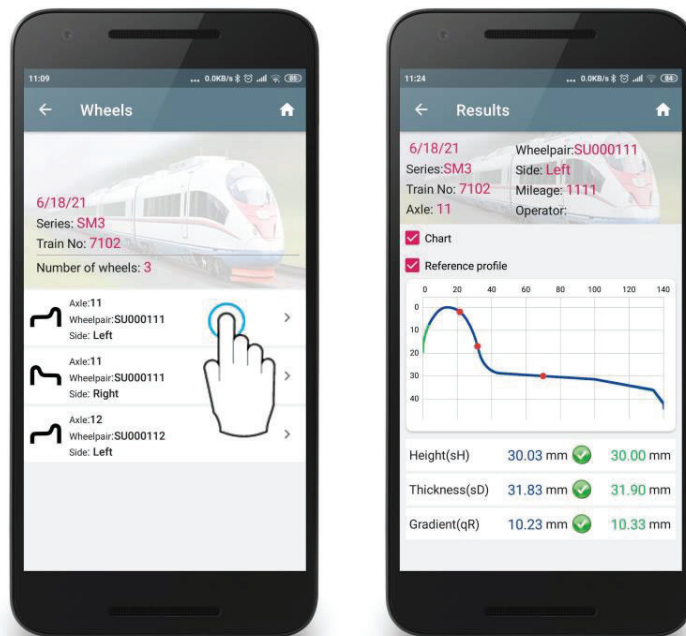 11:09 ... 0.0KB/s 85
Wheels
6/18/21
Series: SM3
Train No: 7102
Number of wheels: 3
Axle:11
Wheelpair:SU000111
Side: Left
Axle:11
Wheelpair:SU000111
Side: Right
Axle:12
Wheelpair:SU000112
Side: Left
11:24 ... 0.0KB/s 84
Results
6/18/21 Wheelpair:SU000111
Series:SM3 Side: Left
Train No: 7102 Mileage: 1111
Axle: 11 Operator:
Chart
Reference profile
0 20 40 60 80 100 120 140
0
10
20
30
40
Height(sH) 30.03 mm 30.00 mm
Thickness(sD) 31.83 mm 31.90 mm
Gradient(qR) 10.23 mm 10.33 mm